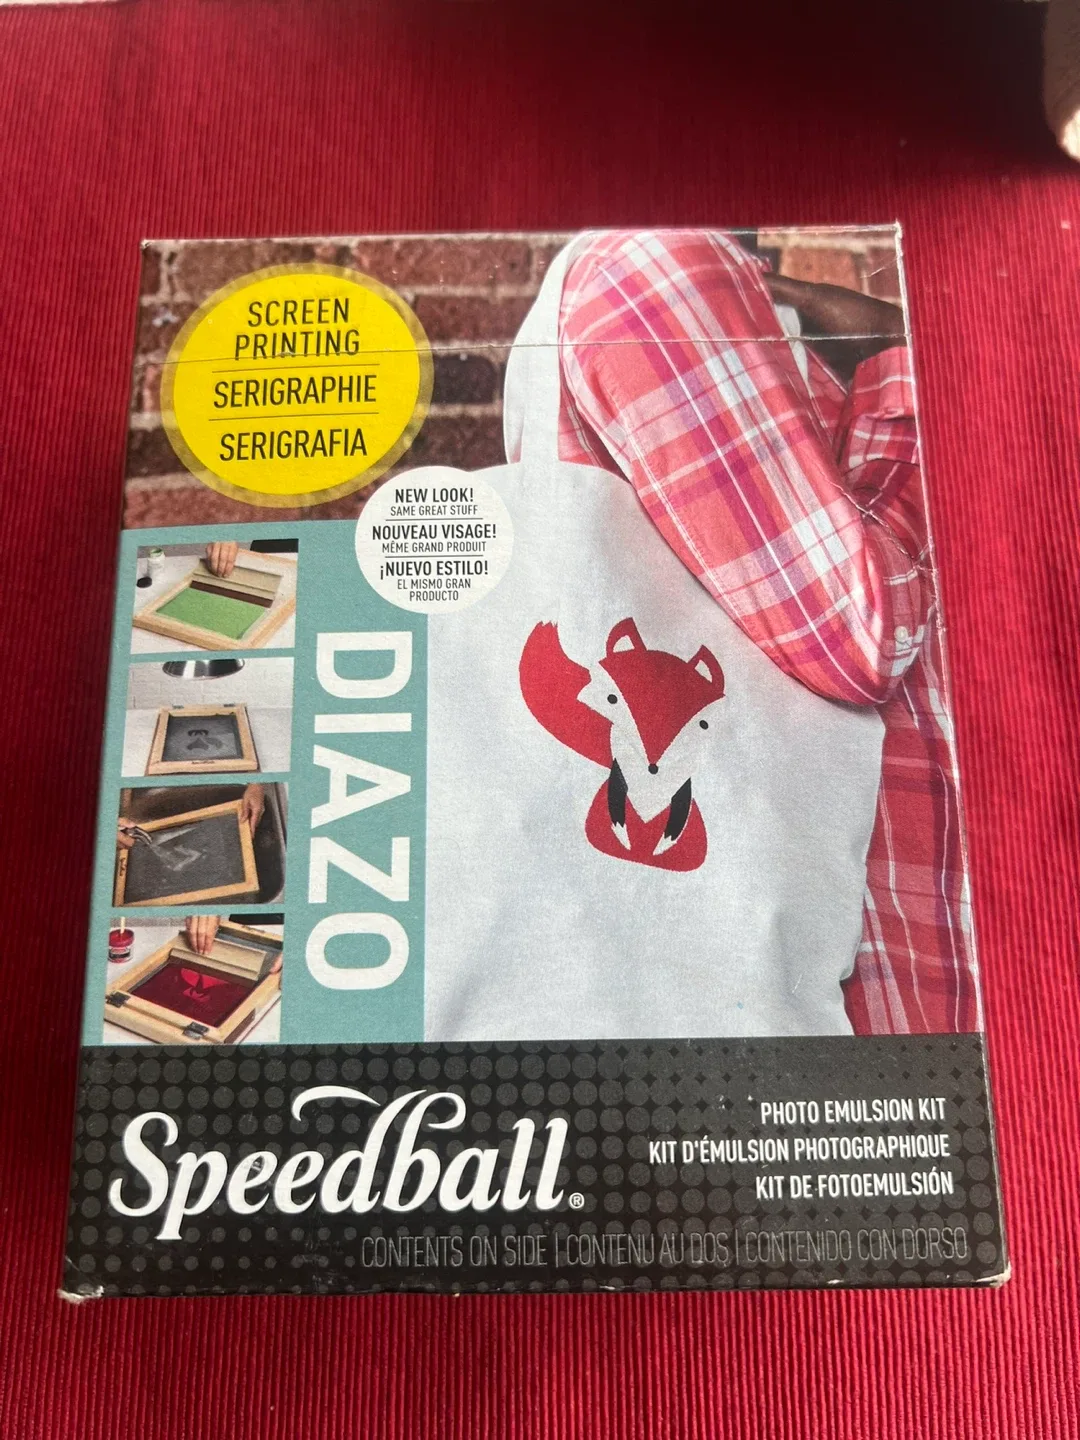 SCREEN
PRINTING
SERIGRAPHIE
SERIGRAFIA
NEW LOOK!
SAME GREAT STUFF
NOUVEAU VISAGE!
MÊME GRAND PRODUIT
¡NUEVO ESTILO!
EL MISMO GRAN
PRODUCTO
DIAZO
Speedball®
PHOTO EMULSION KIT
KIT D'ÉMULSION PHOTOGRAPHIQUE
KIT DE FOTOEMULSIÓN
CONTENTS ON SIDE | CONTENU AU DOS | CONTENIDO CON DORSO